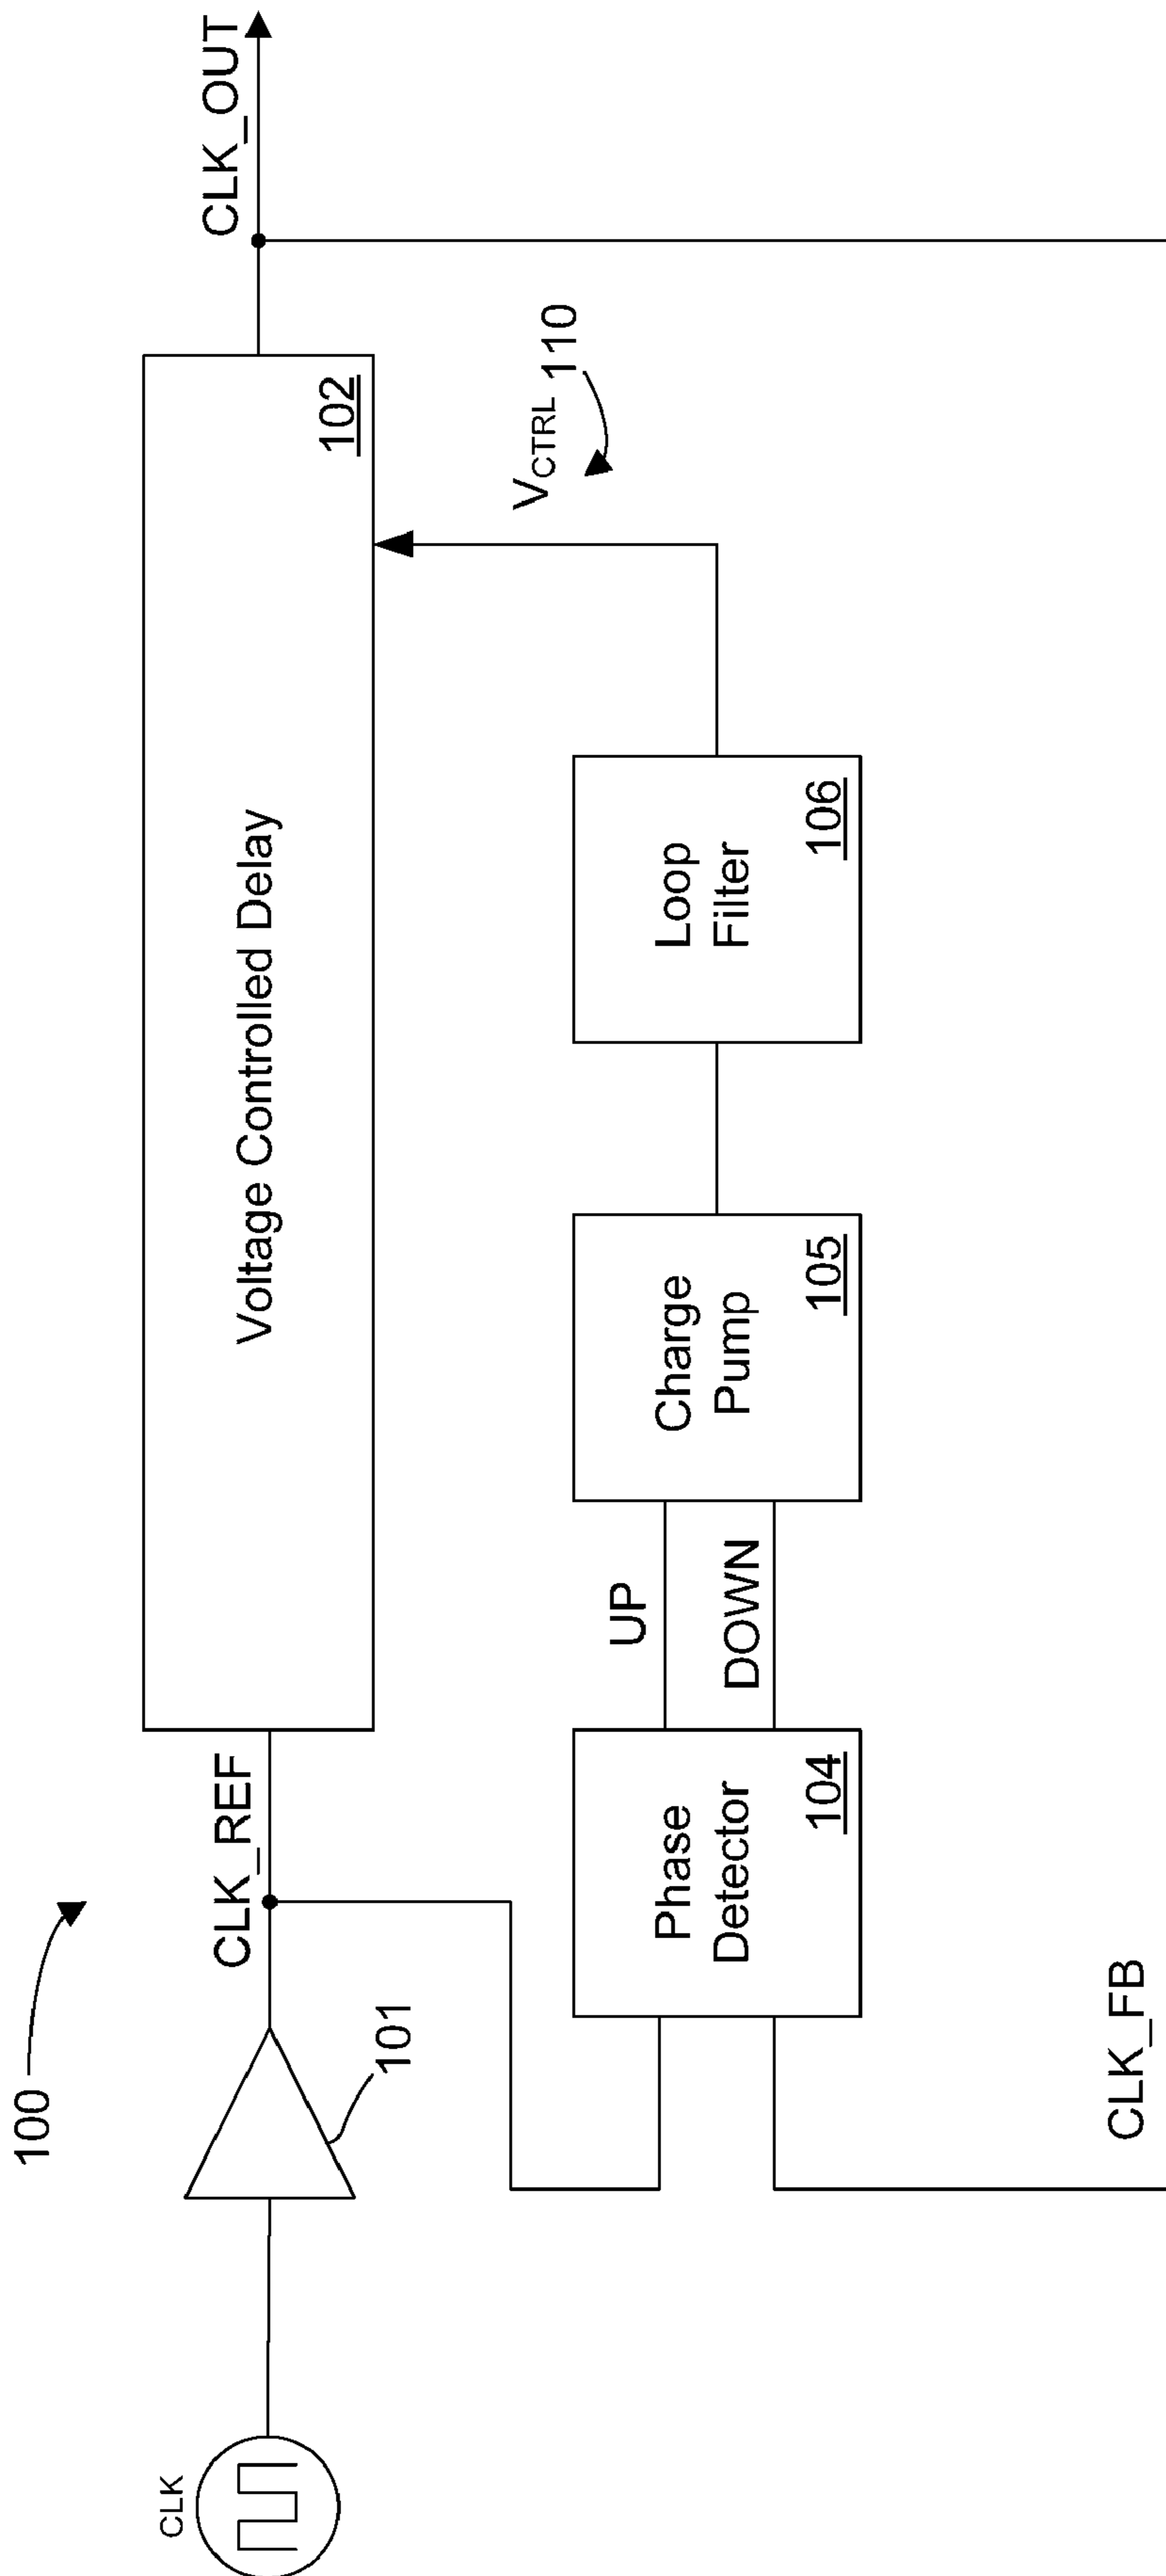 100
CLK
101
CLK_REF
Voltage Controlled Delay
102
CLK_OUT
V_CTRL 110
Phase
Detector
104
UP
DOWN
Charge
Pump
105
Loop
Filter
106
CLK_FB